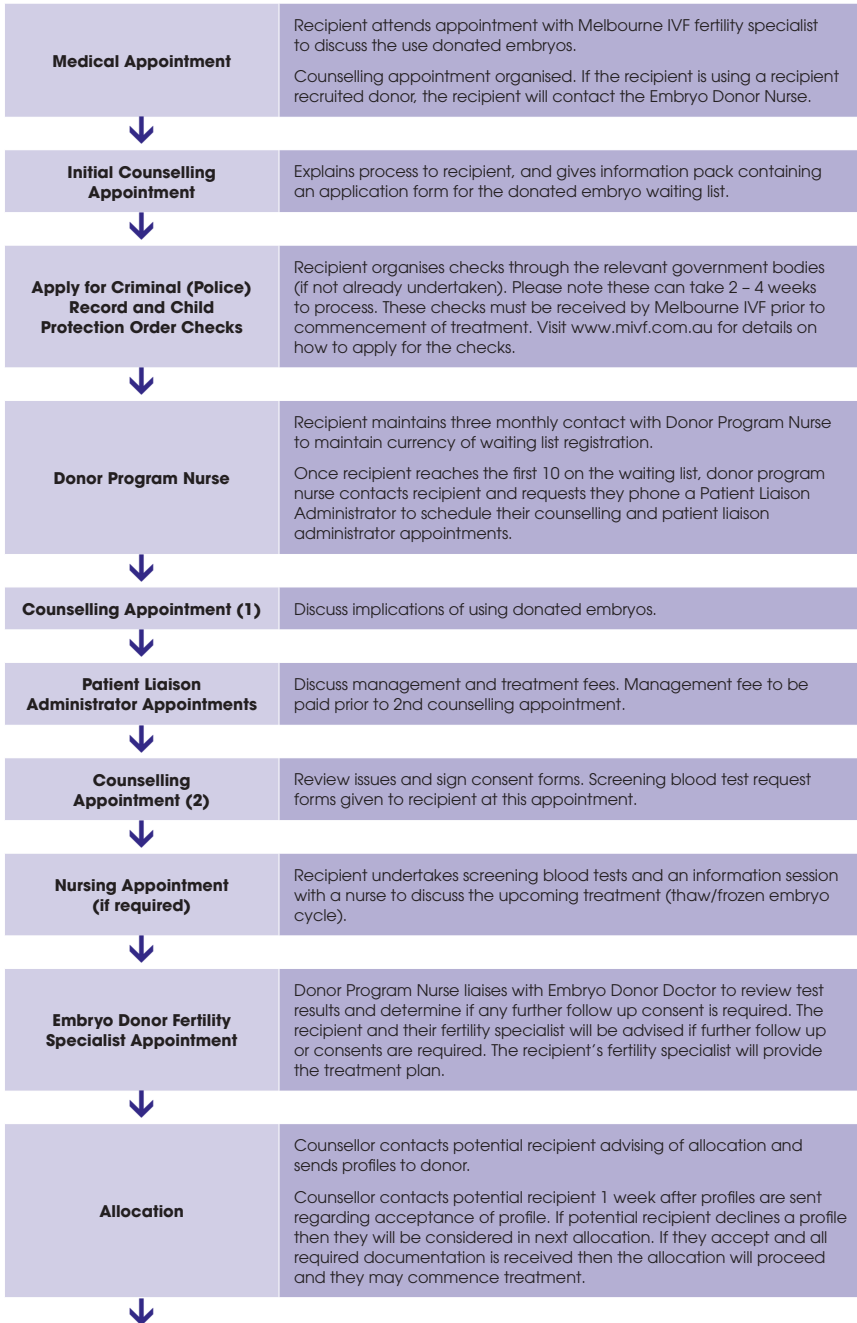 Medical Appointment
Recipient attends appointment with Melbourne IVF fertility specialist
to discuss the use donated embryos.
Counselling appointment organised. If the recipient is using a recipient
recruited donor, the recipient will contact the Embryo Donor Nurse.
Initial Counselling
Appointment
Explains process to recipient, and gives information pack containing
an application form for the donated embryo waiting list.
Apply for Criminal (Police)
Record and Child
Protection Order Checks
Recipient organises checks through the relevant government bodies
(if not already undertaken). Please note these can take 2 – 4 weeks
to process. These checks must be received by Melbourne IVF prior to
commencement of treatment. Visit www.mivf.com.au for details on
how to apply for the checks.
Donor Program Nurse
Recipient maintains three monthly contact with Donor Program Nurse
to maintain currency of waiting list registration.
Once recipient reaches the first 10 on the waiting list, donor program
nurse contacts recipient and requests they phone a Patient Liaison
Administrator to schedule their counselling and patient liaison
administrator appointments.
Counselling Appointment (1)
Discuss implications of using donated embryos.
Patient Liaison
Administrator Appointments
Discuss management and treatment fees. Management fee to be
paid prior to 2nd counselling appointment.
Counselling
Appointment (2)
Review issues and sign consent forms. Screening blood test request
forms given to recipient at this appointment.
Nursing Appointment
(if required)
Recipient undertakes screening blood tests and an information session
with a nurse to discuss the upcoming treatment (thaw/frozen embryo
cycle).
Embryo Donor Fertility
Specialist Appointment
Donor Program Nurse liaises with Embryo Donor Doctor to review test
results and determine if any further follow up consent is required. The
recipient and their fertility specialist will be advised if further follow up
or consents are required. The recipient's fertility specialist will provide
the treatment plan.
Allocation
Counsellor contacts potential recipient advising of allocation and
sends profiles to donor.
Counsellor contacts potential recipient 1 week after profiles are sent
regarding acceptance of profile. If potential recipient declines a profile
then they will be considered in next allocation. If they accept and all
required documentation is received then the allocation will proceed
and they may commence treatment.